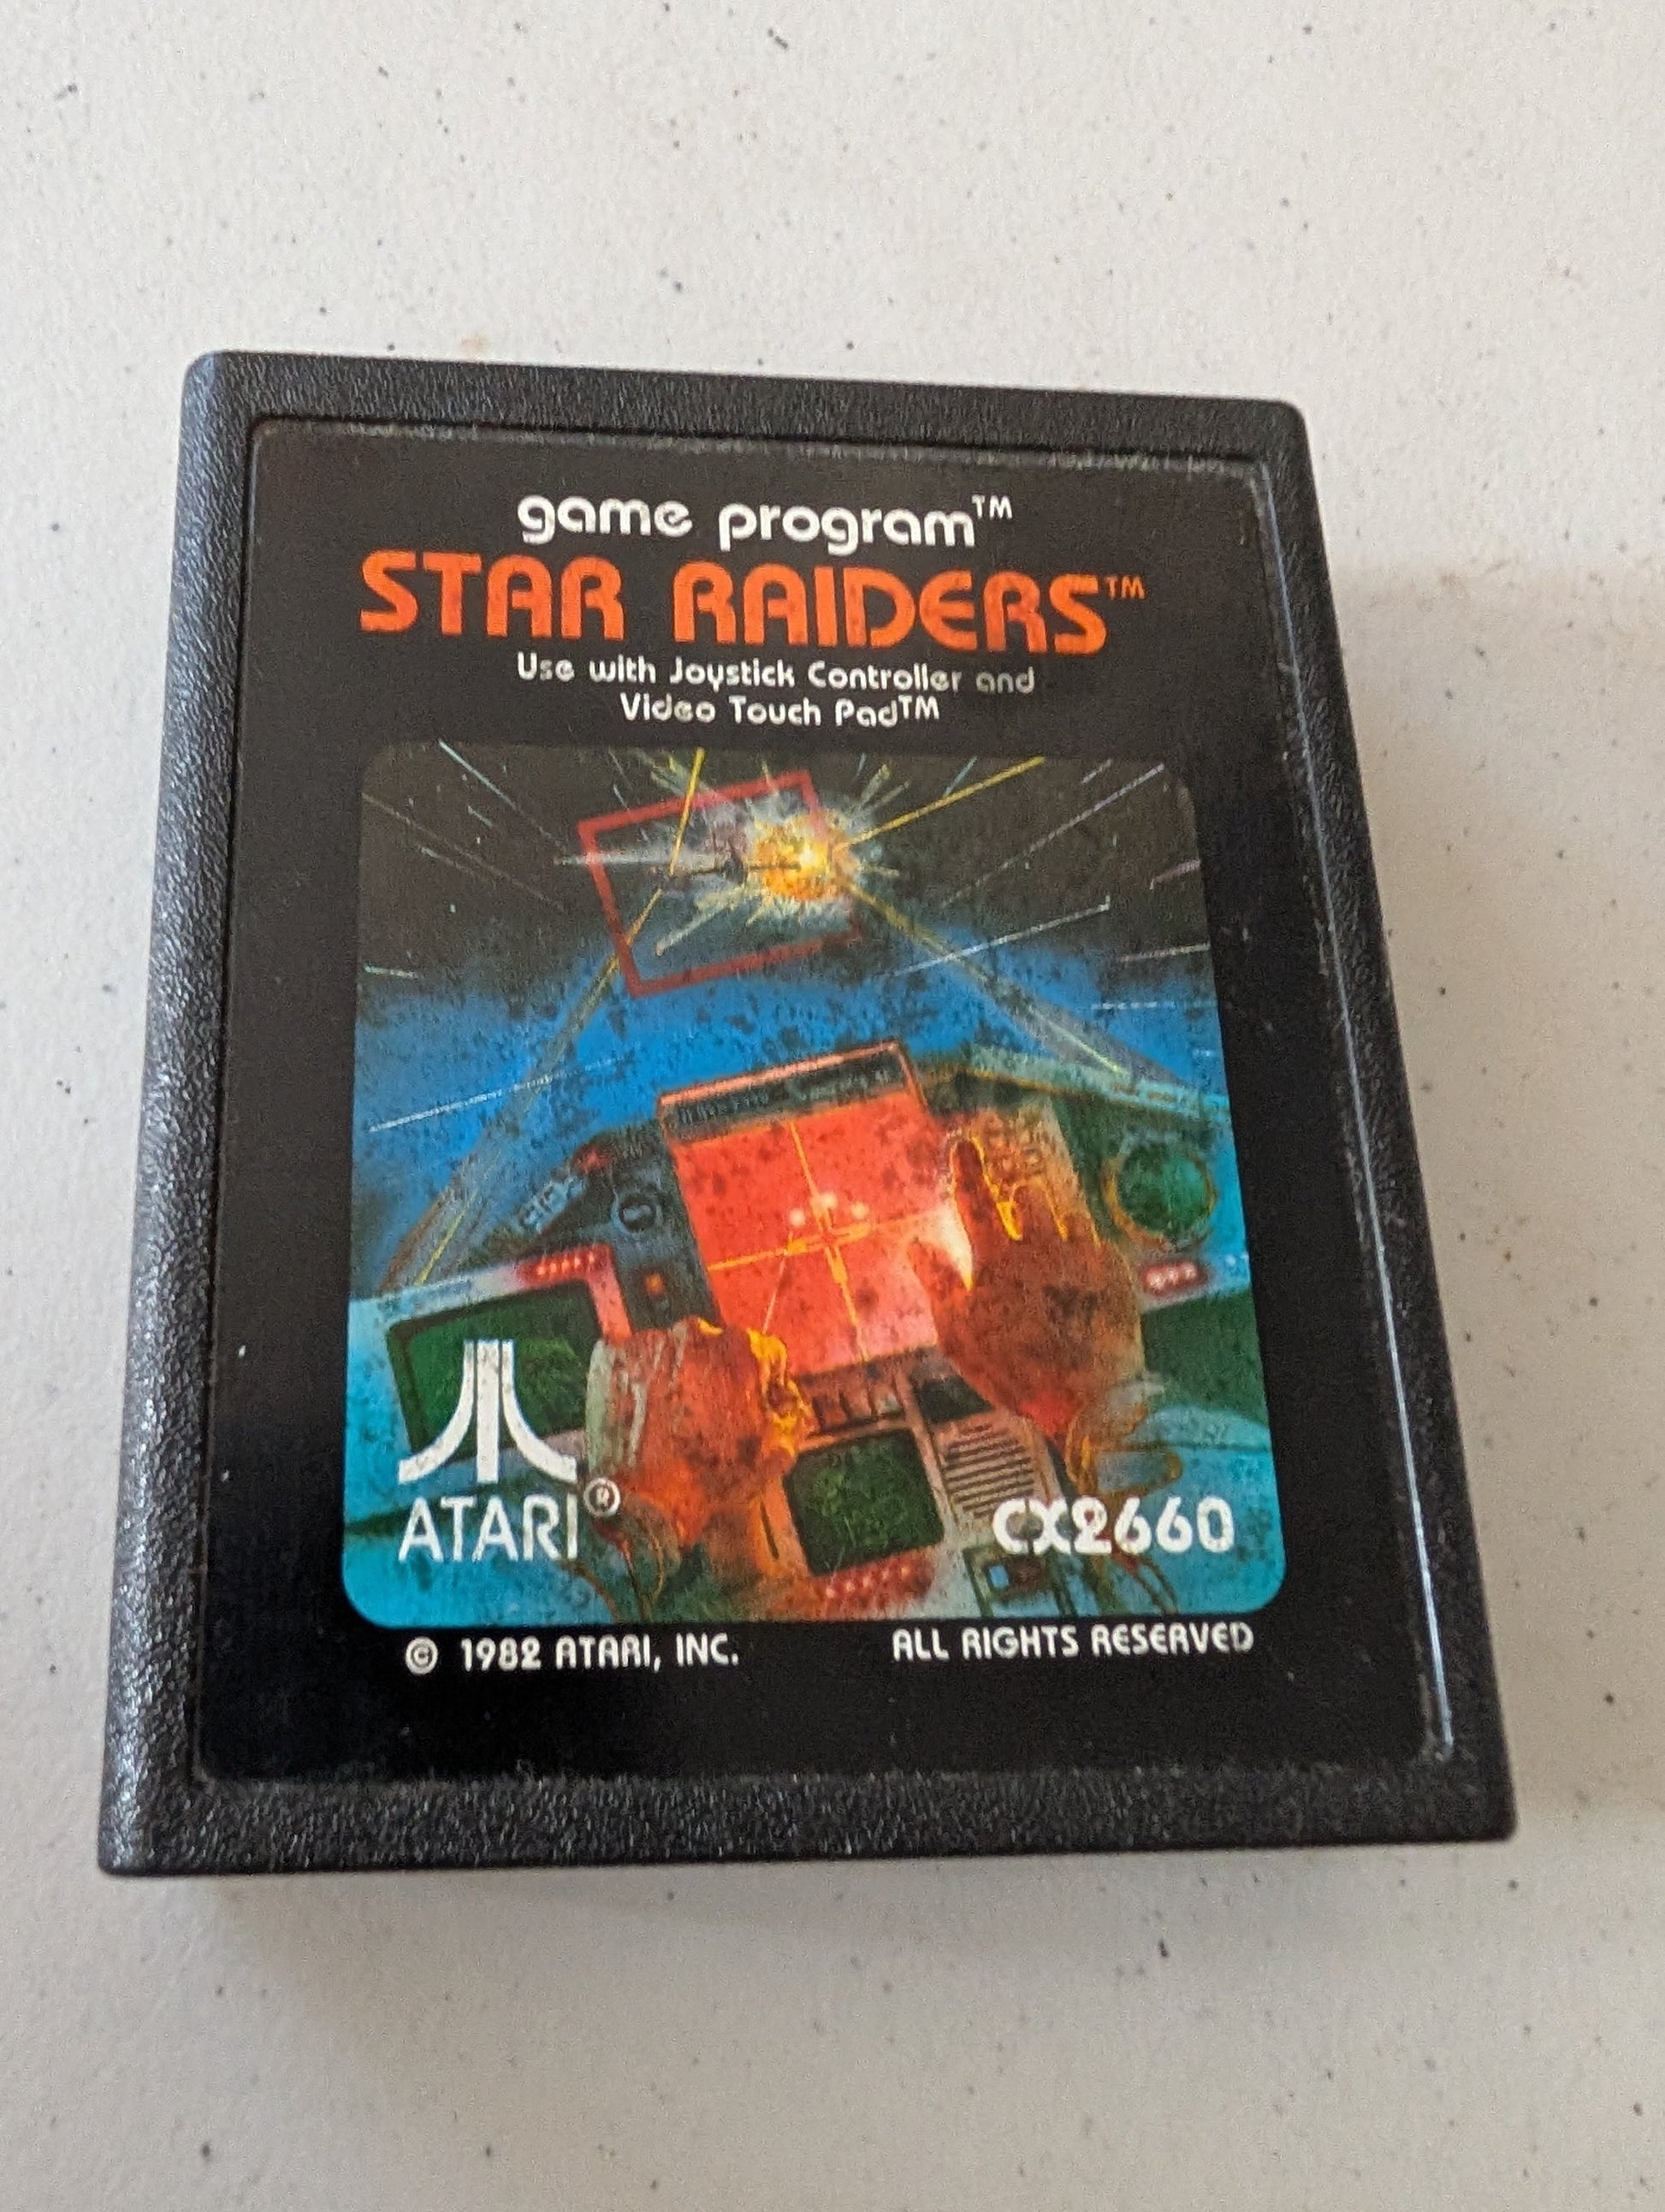 game program™
STAR RAIDERS™
Use with Joystick Controller and
Video Touch Pad™
ATARI®
CX2660
© 1982 ATARI, INC. ALL RIGHTS RESERVED